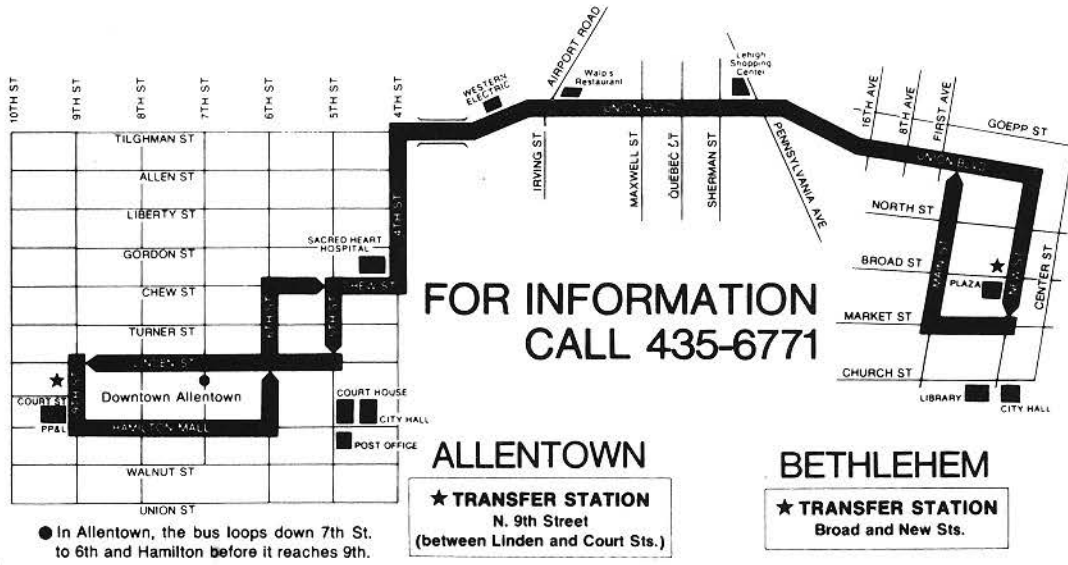 10TH ST
9TH ST
8TH ST
7TH ST
6TH ST
5TH ST
4TH ST
TILGHMAN ST
ALLEN ST
LIBERTY ST
GORDON ST
CHEW ST
TURNER ST
LINDEN ST
COURT ST
HAMILTON MALL
WALNUT ST
UNION ST
9TH ST
6TH ST
5TH ST
CHEW ST
4TH ST
SACRED HEART
HOSPITAL
Downtown Allentown
PP&L
COURT HOUSE
CITY HALL
POST OFFICE
WESTERN
ELECTRIC
AIRPORT ROAD
Walp's
Restaurant
Lehigh
Shopping
Center
UNION BLVD
IRVING ST
MAXWELL ST
QUEBEC ST
SHERMAN ST
PENNSYLVANIA AVE
16TH AVE
8TH AVE
FIRST AVE
GOEPP ST
UNION BLVD
NORTH ST
BROAD ST
MARKET ST
CHURCH ST
MAIN ST
NEW ST
CENTER ST
PLAZA
LIBRARY
CITY HALL
FOR INFORMATION
CALL 435-6771
ALLENTOWN
★ TRANSFER STATION
N. 9th Street
(between Linden and Court Sts.)
BETHLEHEM
★ TRANSFER STATION
Broad and New Sts.
● In Allentown, the bus loops down 7th St.
to 6th and Hamilton before it reaches 9th.